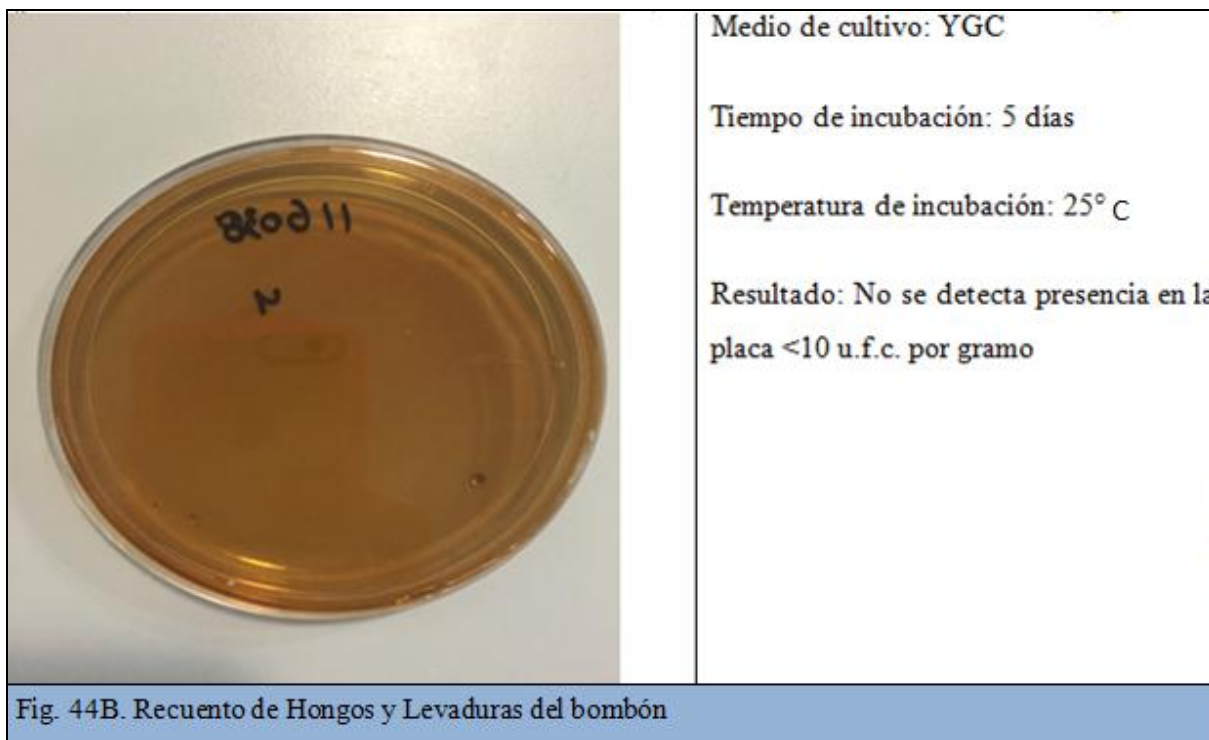 Medio de cultivo: YGC
Tiempo de incubación: 5 días
Temperatura de incubación: 25° C
Resultado: No se detecta presencia en la
placa <10 u.f.c. por gramo
Fig. 44B. Recuento de Hongos y Levaduras del bombón